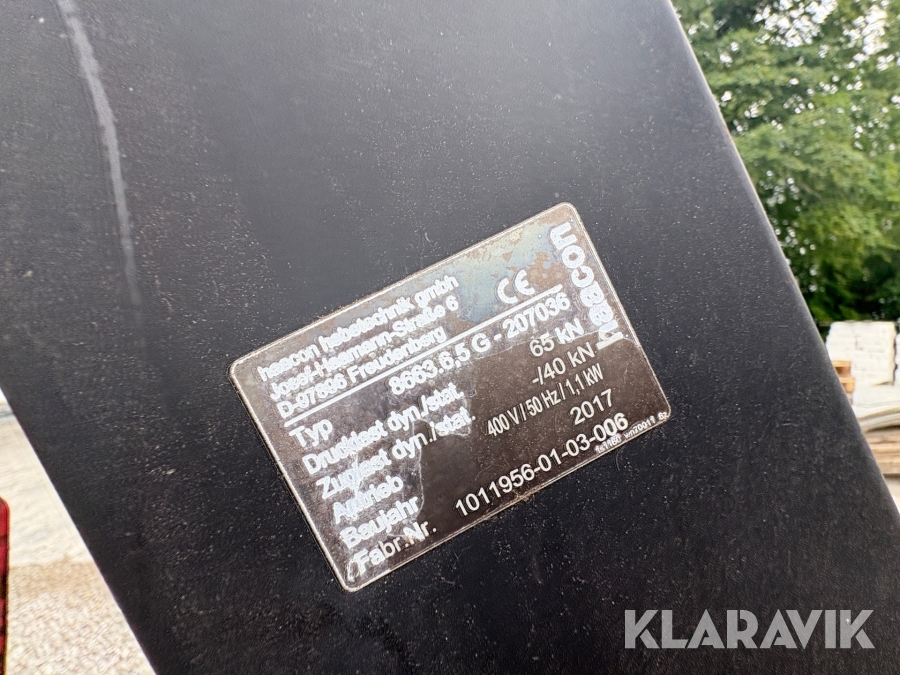 haacon hebetechnik gmbh
Josef-Haamann-Straße 6
D-97896 Freudenberg
CE
haacon
Typ 8663.6,5 G - 207036
Drucklast dyn./stat. 65 kN
Zuglast dyn./stat. -/40 kN
Antrieb 400 V / 50 Hz / 1,1 kW
Baujahr 2017
Fabr.Nr. 1011956-01-03-006
KLARAVIK